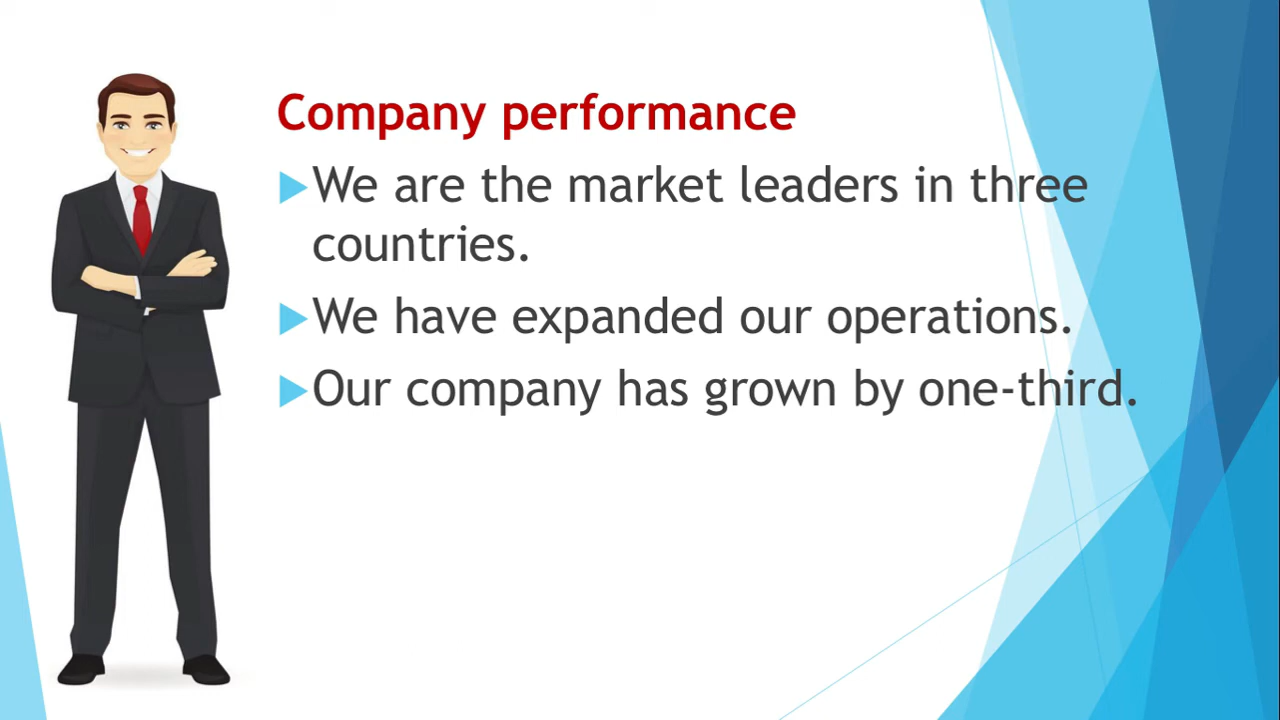 Company performance
We are the market leaders in three
countries.
We have expanded our operations.
Our company has grown by one-third.